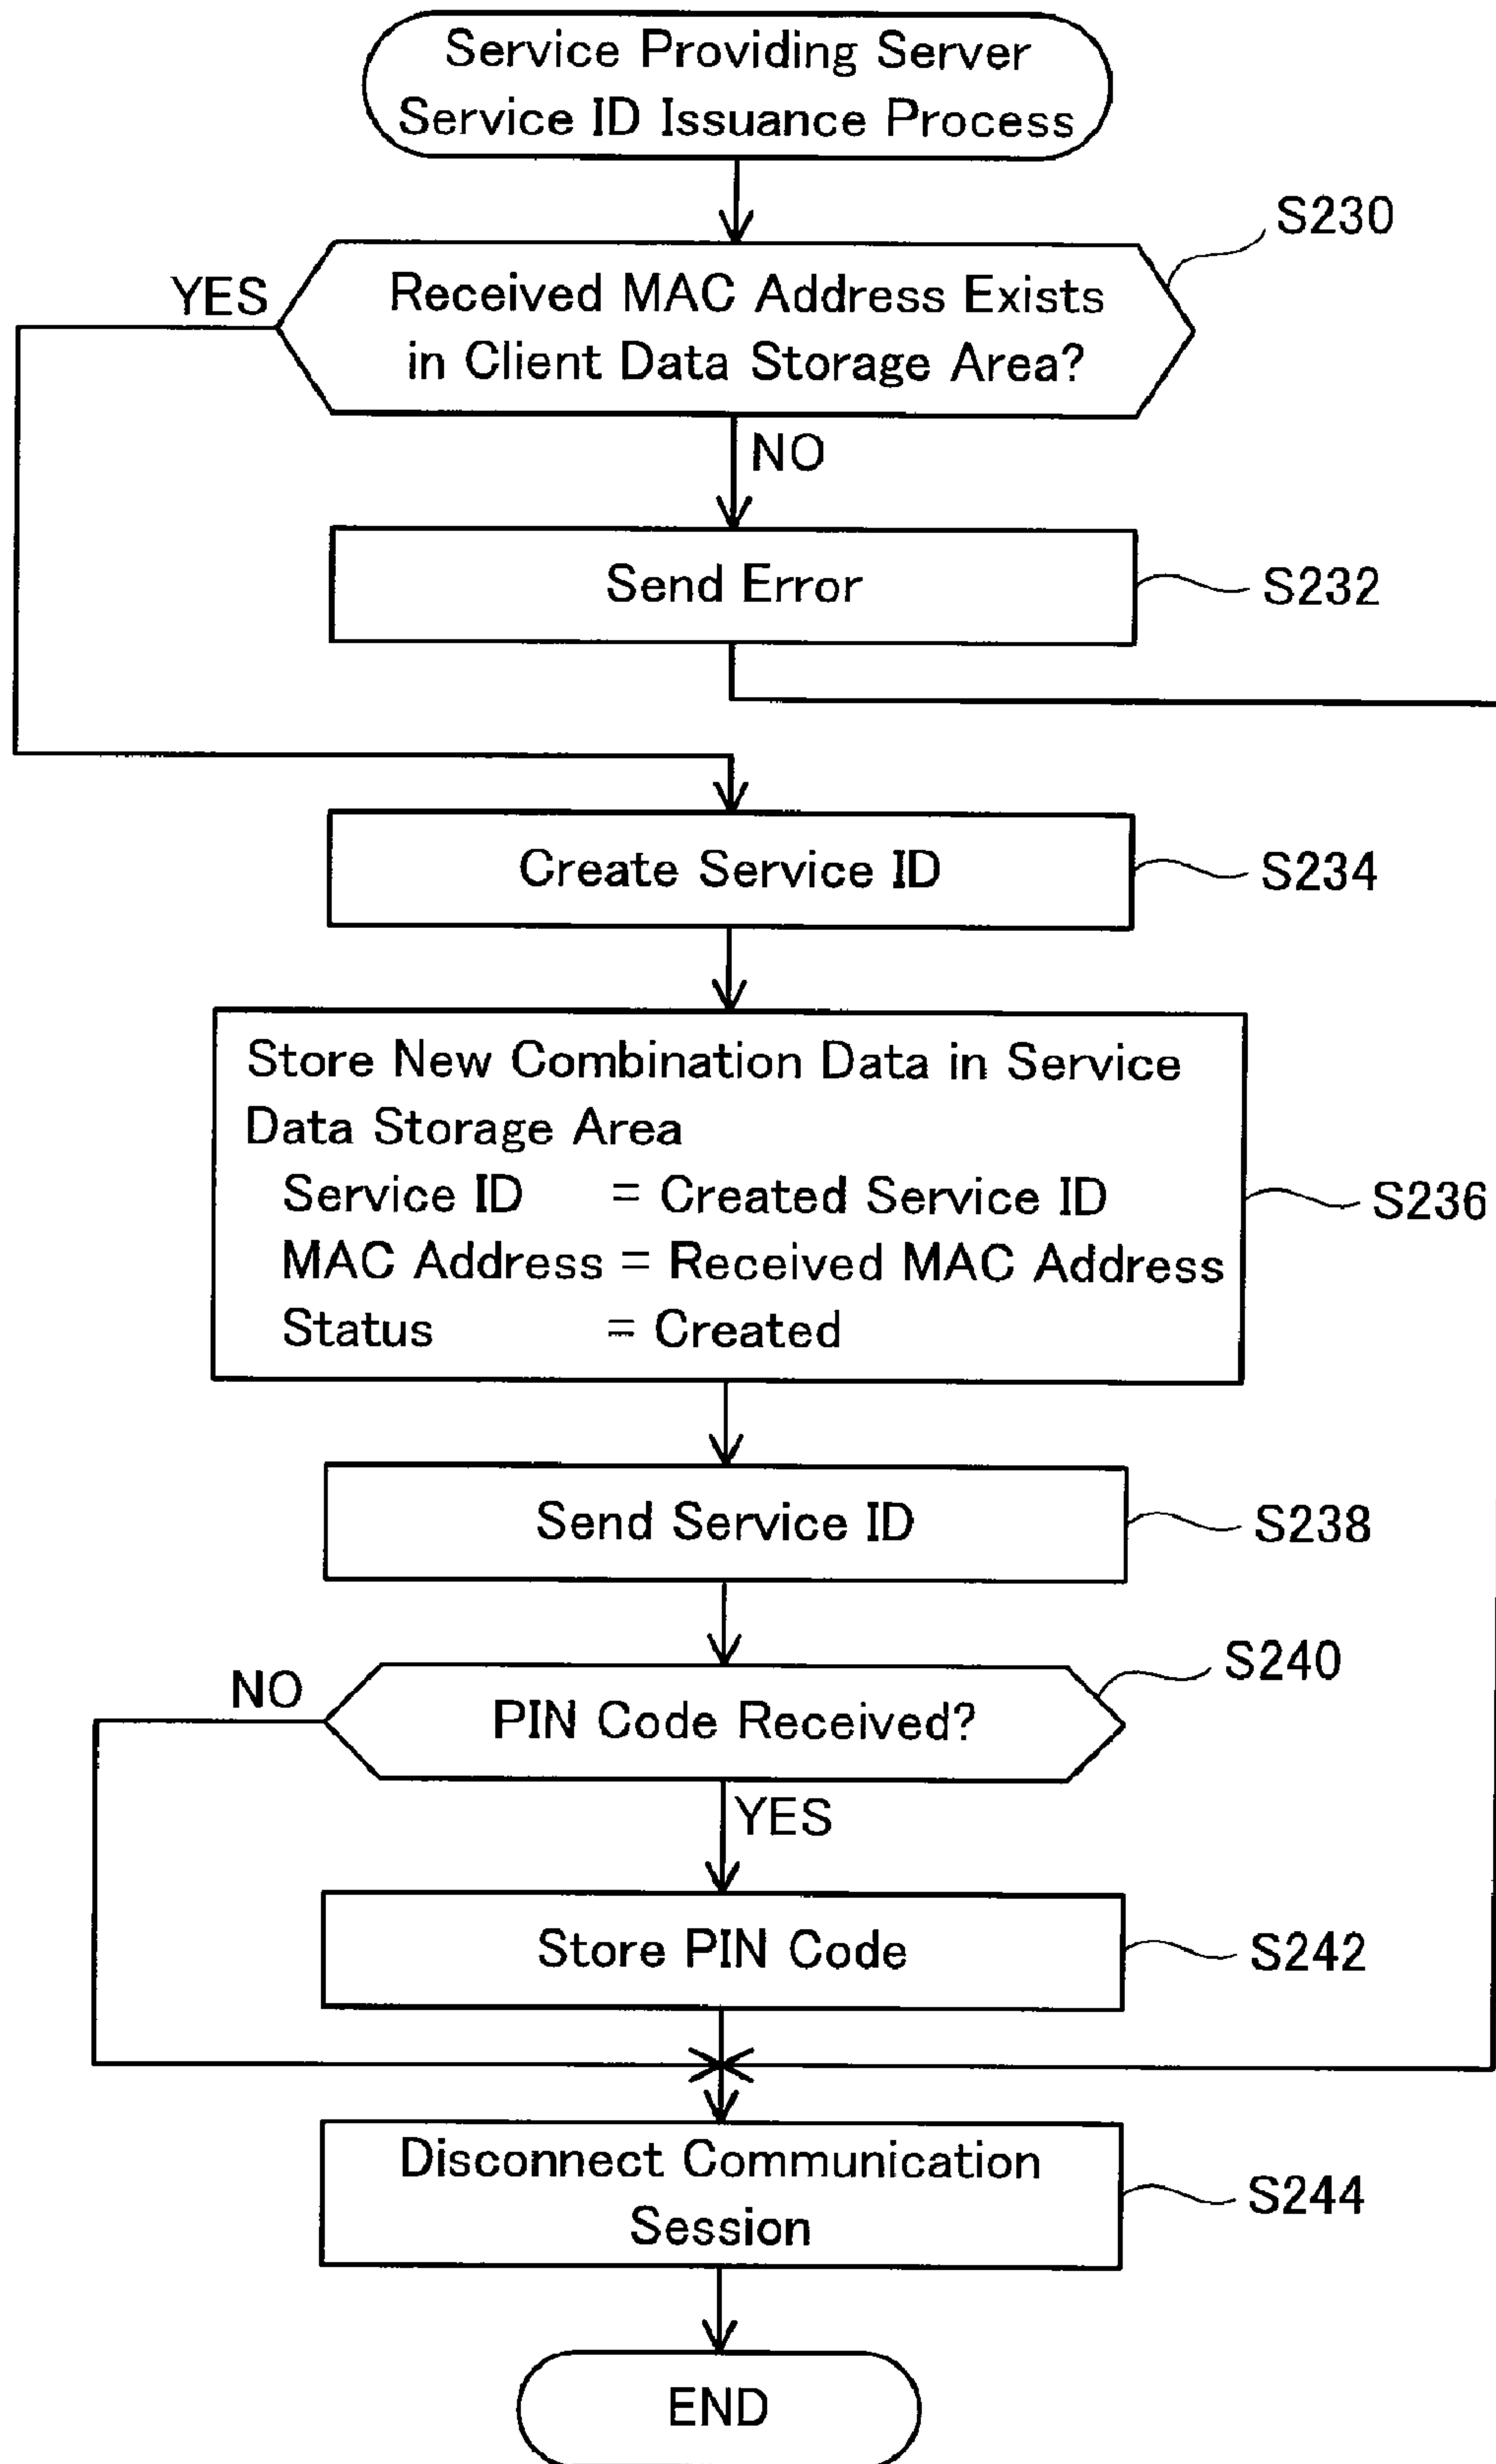 Service Providing Server
Service ID Issuance Process
S230
YES
Received MAC Address Exists
in Client Data Storage Area?
NO
Send Error
S232
Create Service ID
S234
Store New Combination Data in Service
Data Storage Area
Service ID = Created Service ID
MAC Address = Received MAC Address
Status = Created
S236
Send Service ID
S238
S240
NO
PIN Code Received?
YES
Store PIN Code
S242
Disconnect Communication
Session
S244
END